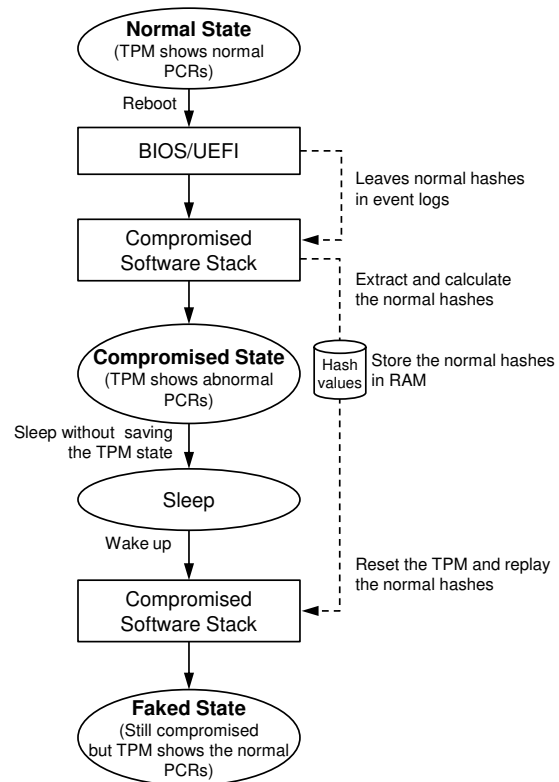 Normal State
(TPM shows normal
PCRs)
Reboot
BIOS/UEFI
Leaves normal hashes
in event logs
Compromised
Software Stack
Extract and calculate
the normal hashes
Compromised State
(TPM shows abnormal
PCRs)
Hash
values
Store the normal hashes
in RAM
Sleep without saving
the TPM state
Sleep
Wake up
Reset the TPM and replay
the normal hashes
Compromised
Software Stack
Faked State
(Still compromised
but TPM shows the normal
PCRs)